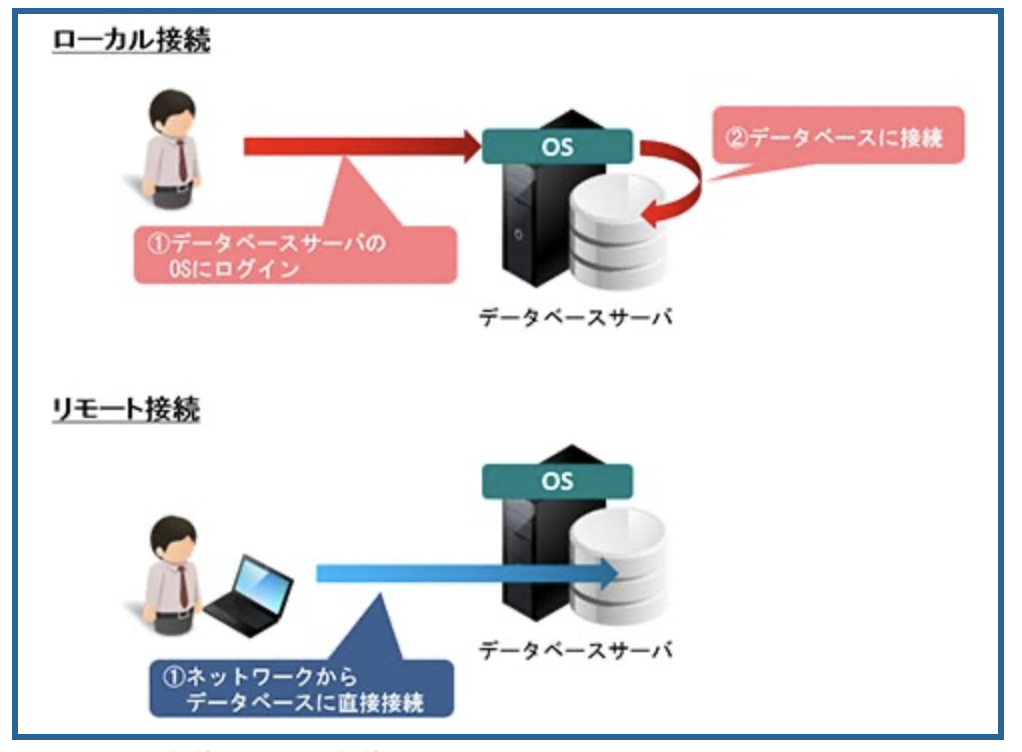 ローカル接続
OS
②データベースに接続
①データベースサーバの
OSにログイン
データベースサーバ
リモート接続
OS
データベースサーバ
①ネットワークから
データベースに直接接続